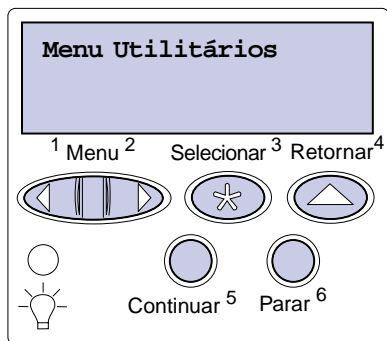 Menu Utilitários
1 Menu 2 Selecionar 3 Retornar 4
Continuar 5 Parar 6